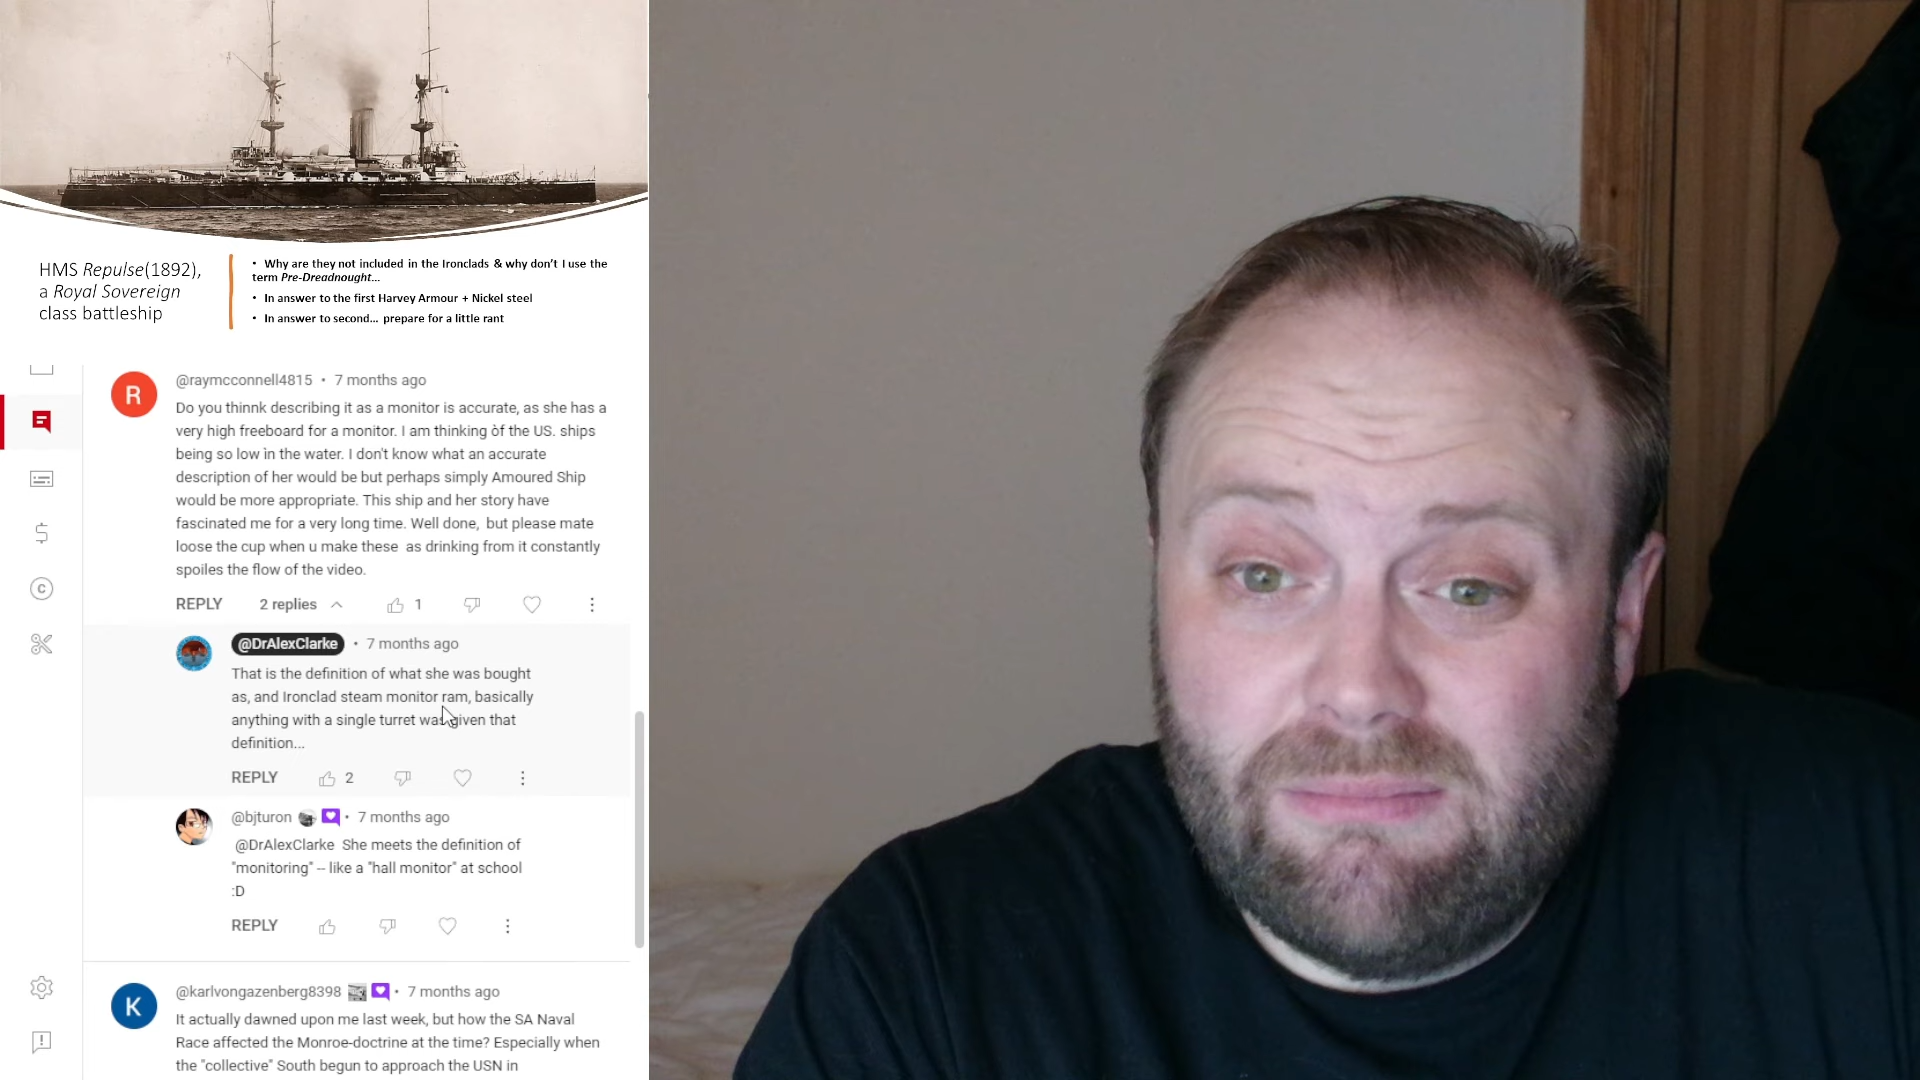 HMS Repulse(1892),
a Royal Sovereign
class battleship
• Why are they not included in the Ironclads & why don't I use the
term Pre-Dreadnought...
• In answer to the first Harvey Armour + Nickel steel
• In answer to second... prepare for a little rant
R
@raymcconnell4815 • 7 months ago
Do you thinnk describing it as a monitor is accurate, as she has a
very high freeboard for a monitor. I am thinking òf the US. ships
being so low ìn the water. I don't know what an accurate
description of her would be but perhaps simply Amoured Ship
would be more appropriate. This ship and her story have
fascinated me for a very long time. Well done, but please mate
loose the cup when u make these as drinking from it constantly
spoiles the flow of the video.
REPLY 2 replies 1
@DrAlexClarke • 7 months ago
That is the definition of what she was bought
as, and Ironclad steam monitor ram, basically
anything with a single turret was given that
definition...
REPLY 2
@bjturon • 7 months ago
@DrAlexClarke She meets the definition of
"monitoring" -- like a "hall monitor" at school
:D
REPLY
K
@karlvongazenberg8398 • 7 months ago
It actually dawned upon me last week, but how the SA Naval
Race affected the Monroe-doctrine at the time? Especially when
the "collective" South begun to approach the USN in